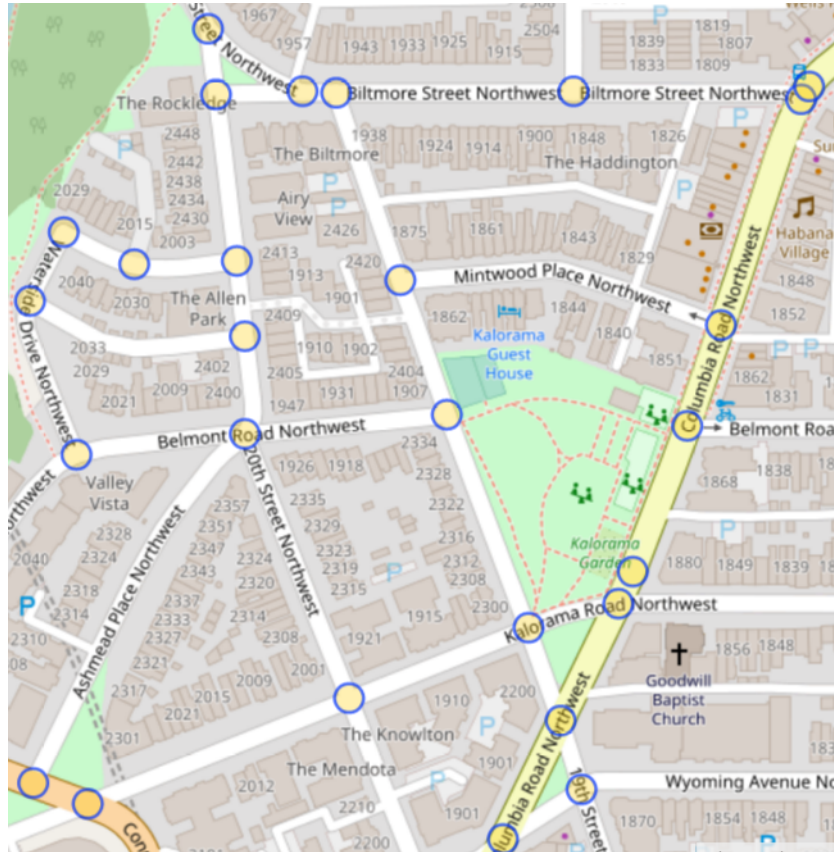 1967
2508
1819
Street Northwest
1957
1943 1933 1925
2504
1839
1807
P
1915
1833
1809
The Rockledge
Biltmore Street Northwest
Biltmore Street Northwest
2448
1938
1924 1914 1900 1848
1826
P
P
2442
The Biltmore
The Haddington
2438
2029
P
P
2434
Airy
View
P
2430
2015
2426
1875 1861
1843
Habana
Village
2003
2413
2420
1829
2040
1913
Mintwood Place Northwest
1848
2030
The Allen
Park
1901
1844
1852
2409
1862
Kalorama
Guest
House
1840
P P
2033
1910 1902
1851
2402
2405
2404
1862
2029
2009
2400
1931
1907
1831
2021
1947
Waterside Drive Northwest
Columbia Road Northwest
Belmont Road Northwest
Belmont Roa
2334
1926 1918
2328
1868
1838
Valley
Vista
2357
2335
2322
2351
2329
P
2328
2347
2323
2316
Kalorama
Garden
2040
2324
2343
2324
2319
2312
1880 1849 1839
P
2318
2337
2320
2315
P
2308
2314
2333
2314
1915
2300
Kalorama Road Northwest
2310
2327
2308
1921
1856 1848
2321
2001
Goodwill
Baptist
Church
2317
2015 2009
1910
2200
2021
2301
20th Street Northwest
Ashmead Place Northwest
The Knowlton
P
The Mendota
1901
Wyoming Avenue No
2012
P
2210
1901
2200
1870 1854 1848
P
Columbia Road Northwest
19th Street